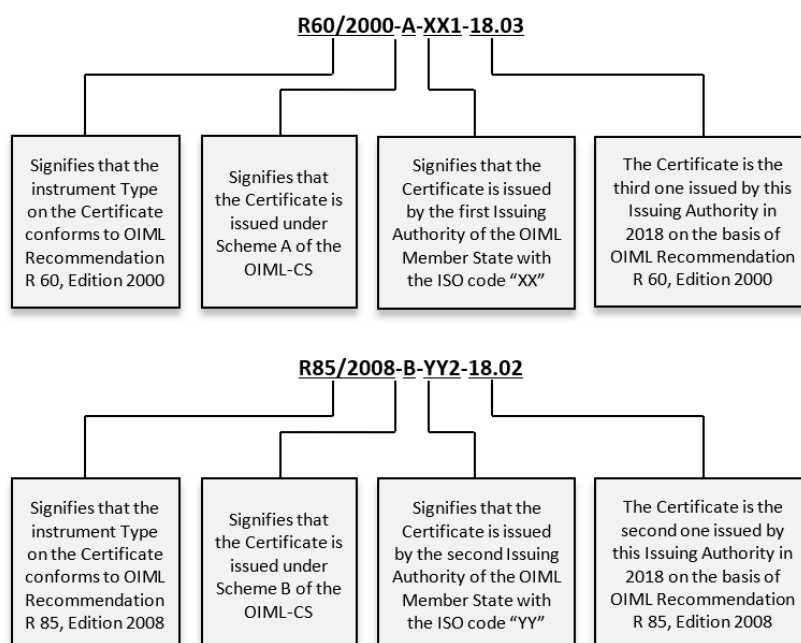 R60/2000-A-XX1-18.03
Signifies that the
instrument Type
on the Certificate
conforms to OIML
Recommendation
R 60, Edition 2000
Signifies that
the Certificate is
issued under
Scheme A of the
OIML-CS
Signifies that the
Certificate is issued
by the first Issuing
Authority of the OIML
Member State with
the ISO code “XX”
The Certificate is the
third one issued by this
Issuing Authority in
2018 on the basis of
OIML Recommendation
R 60, Edition 2000
R85/2008-B-YY2-18.02
Signifies that the
instrument Type
on the Certificate
conforms to OIML
Recommendation
R 85, Edition 2008
Signifies that
the Certificate is
issued under
Scheme B of the
OIML-CS
Signifies that the
Certificate is issued
by the second Issuing
Authority of the OIML
Member State with
the ISO code “YY”
The Certificate is the
second one issued by
this Issuing Authority in
2018 on the basis of
OIML Recommendation
R 85, Edition 2008